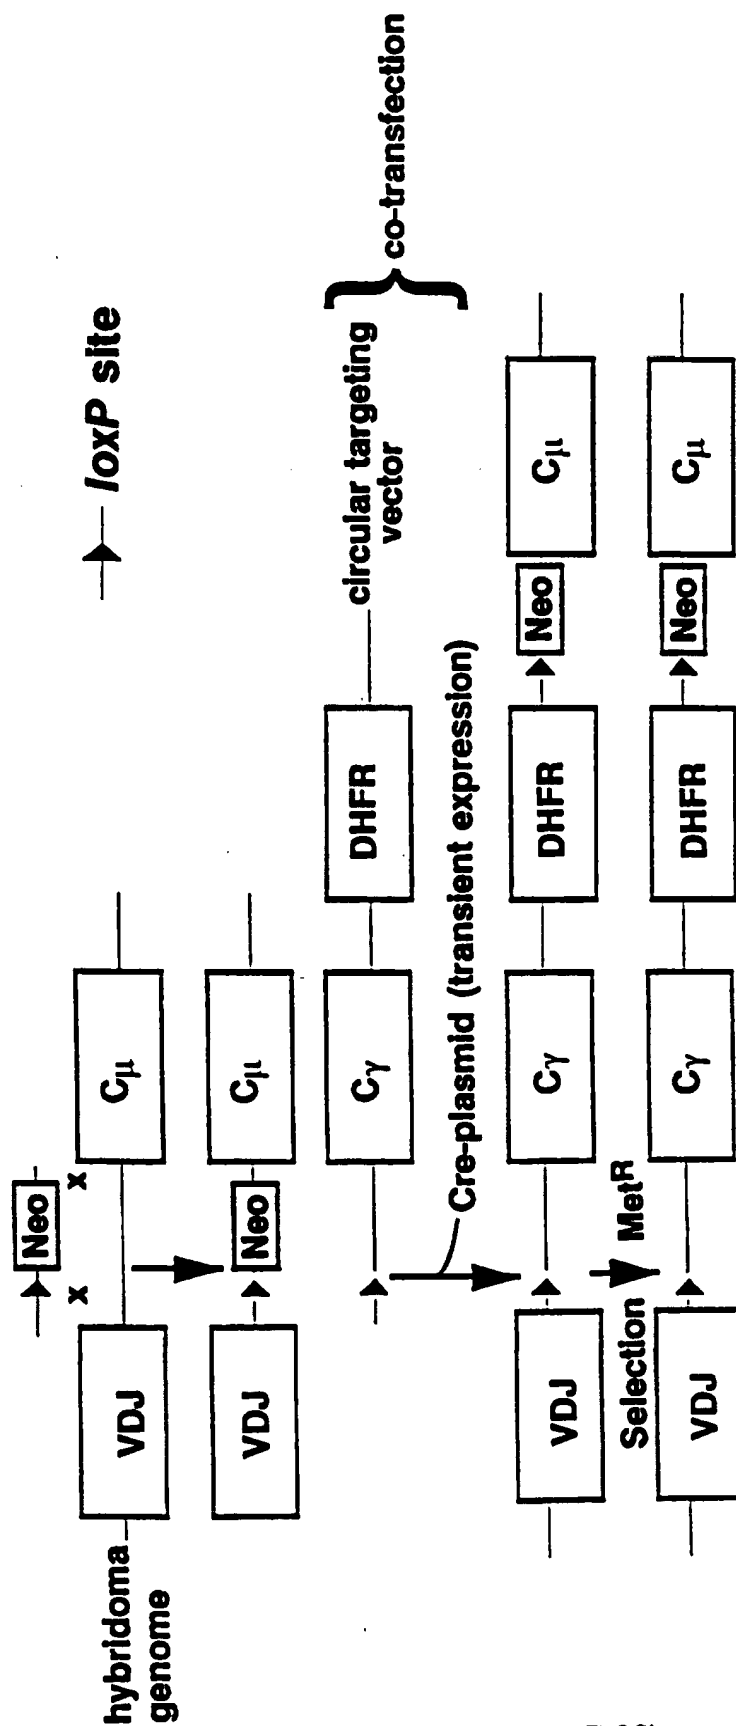 Neo
loxP site
hybridoma
genome
VDJ
Cμ
x
x
VDJ
Neo
Cμ
Cγ
DHFR
circular targeting
vector
co-transfection
Cre-plasmid (transient expression)
VDJ
Cγ
DHFR
Neo
Cμ
Selection
MetR
VDJ
Cγ
DHFR
Neo
Cμ